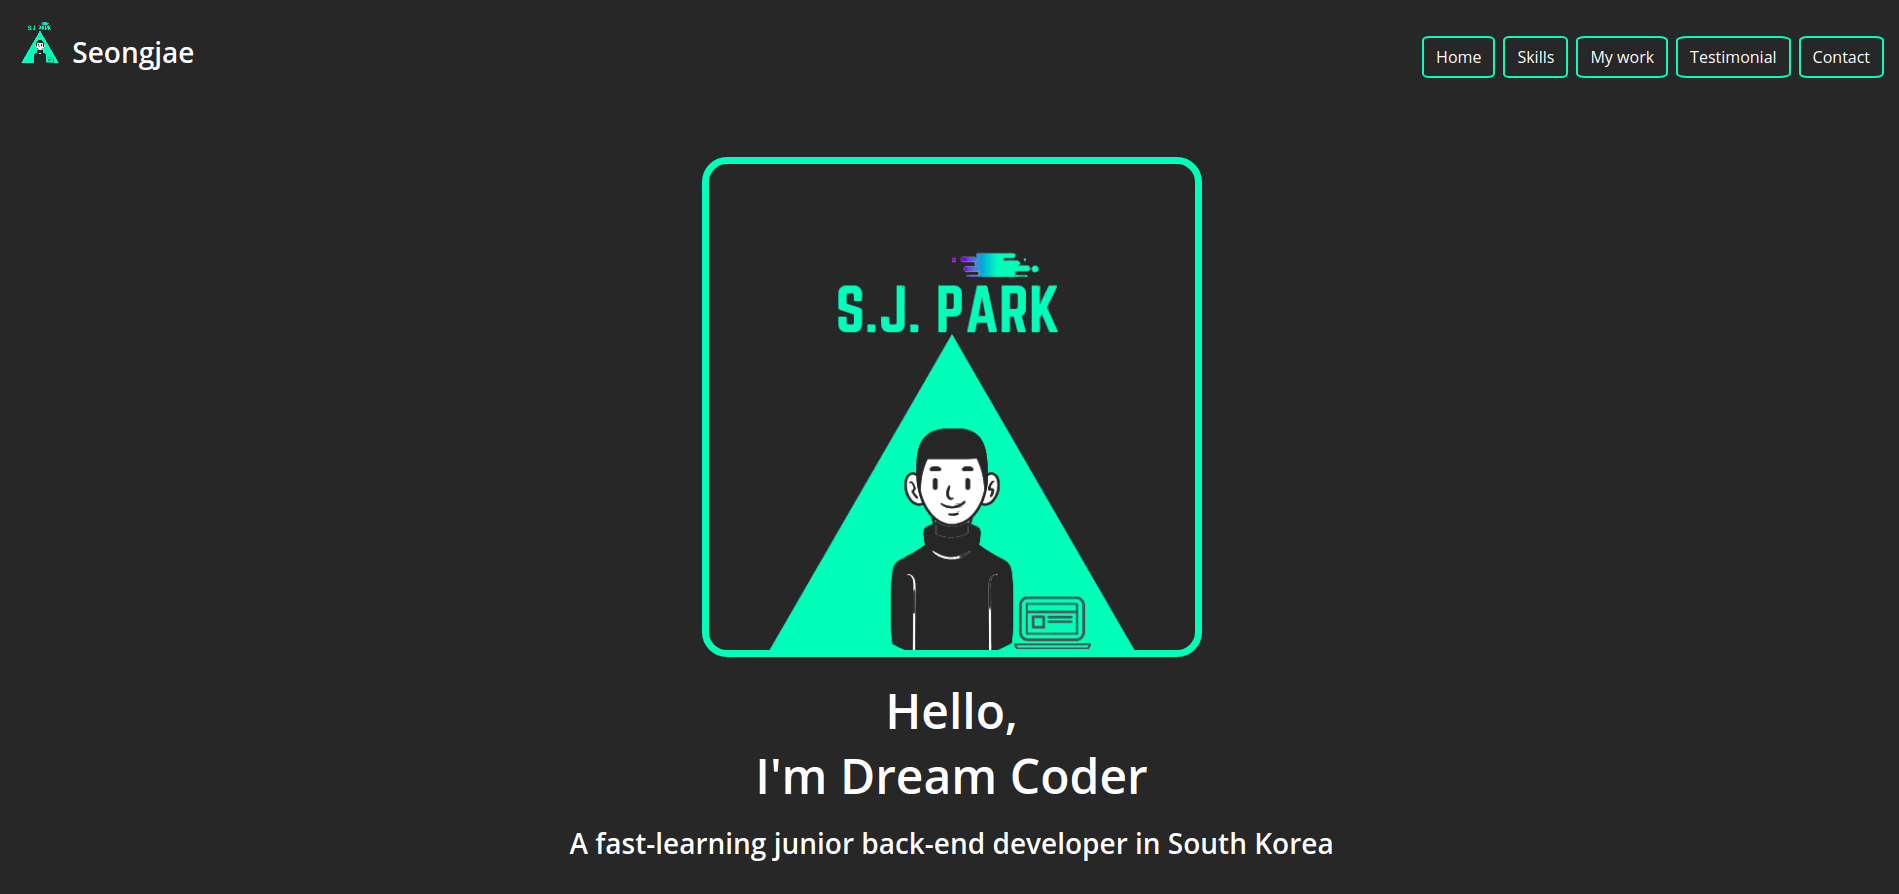 Seongjae
Home
Skills
My work
Testimonial
Contact
S.J. PARK
Hello,
I'm Dream Coder
A fast-learning junior back-end developer in South Korea